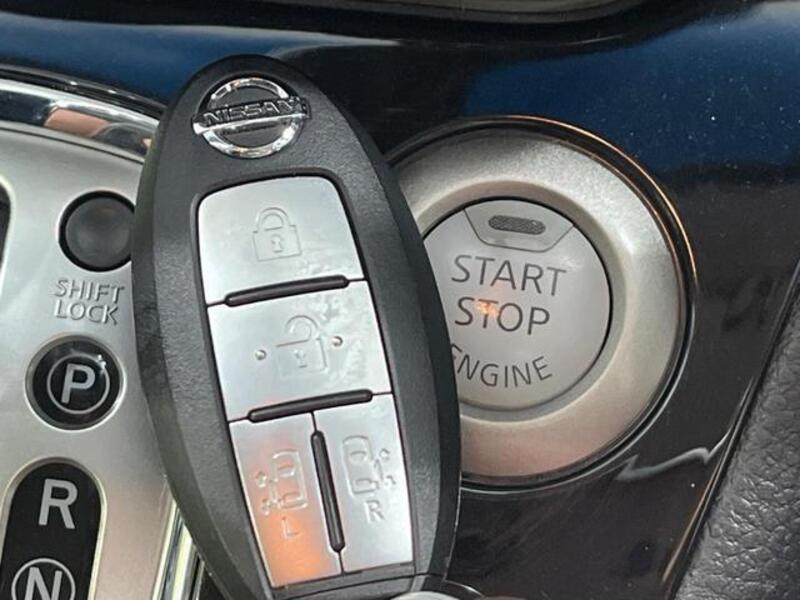 NISSAN
SHIFT
LOCK
P
R
N
L
R
START
STOP
ENGINE